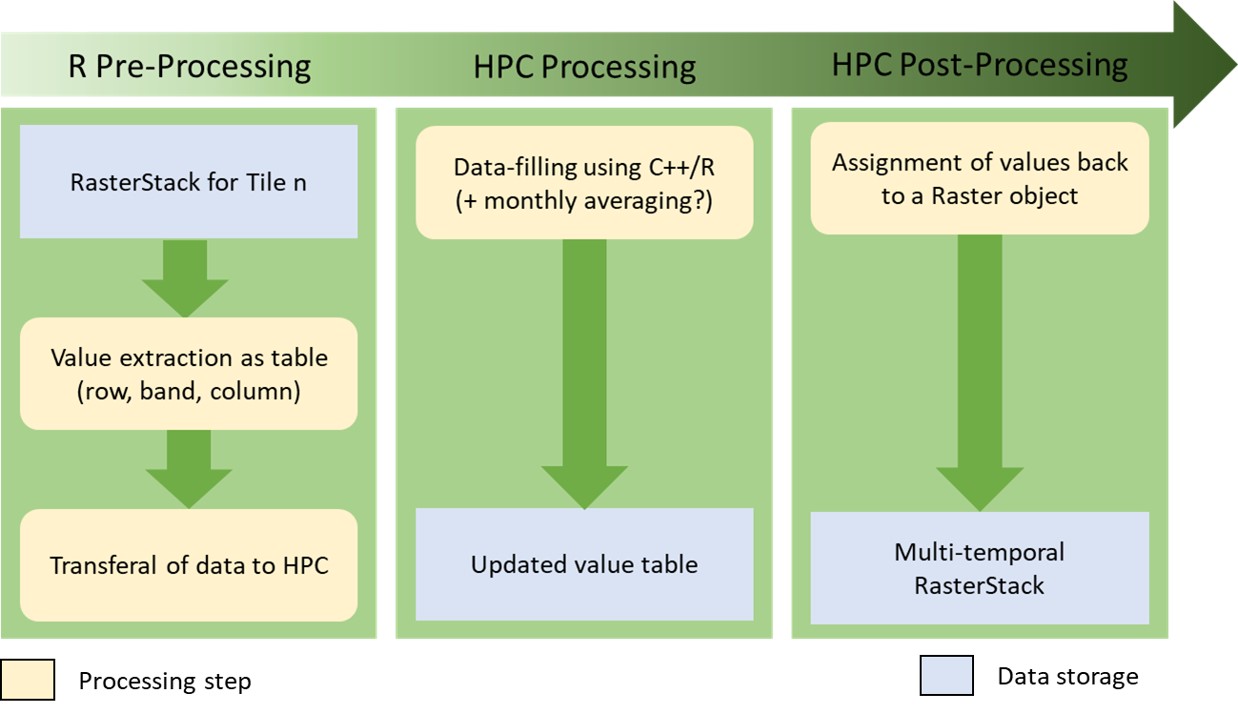 R Pre-Processing
HPC Processing
HPC Post-Processing
RasterStack for Tile n
Value extraction as table
(row, band, column)
Transferal of data to HPC
Data-filling using C++/R
(+ monthly averaging?)
Updated value table
Assignment of values back
to a Raster object
Multi-temporal
RasterStack
Processing step
Data storage